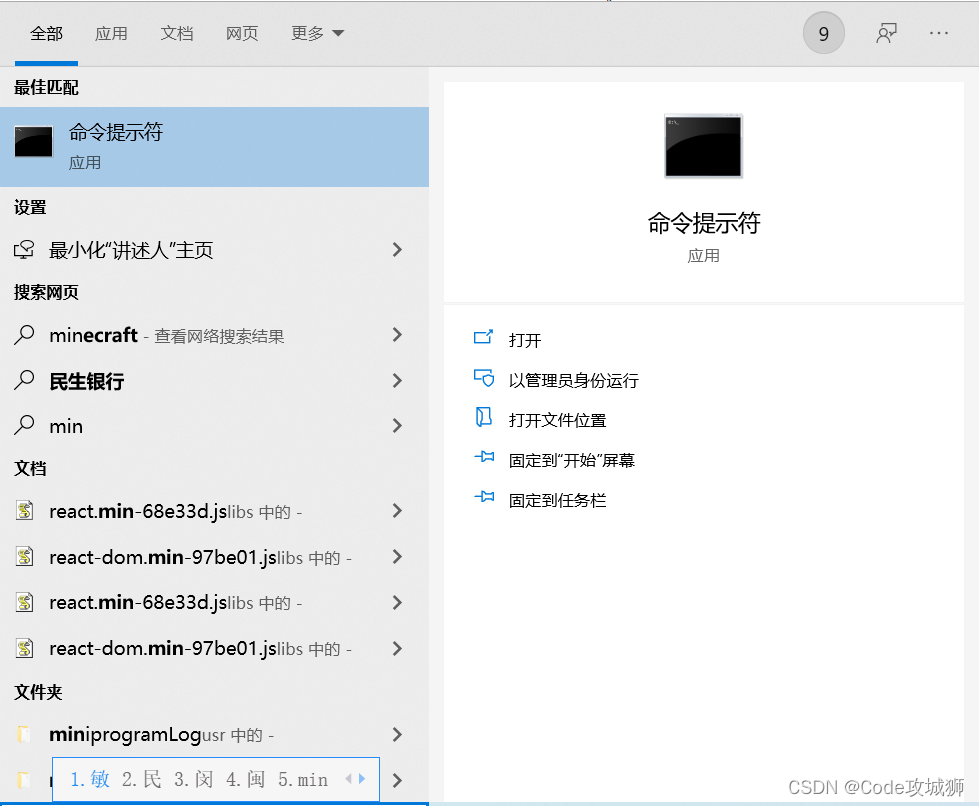 全部 应用 文档 网页 更多 9 ...
最佳匹配
命令提示符
应用
设置
最小化“讲述人”主页
搜索网页
minecraft - 查看网络搜索结果
民生银行
min
文档
react.min-68e33d.jslibs 中的 -
react-dom.min-97be01.jslibs 中的 -
react.min-68e33d.jslibs 中的 -
react-dom.min-97be01.jslibs 中的 -
文件夹
miniprogramLogusr 中的 -
1.敏 2.民 3.闵 4.闽 5.min
命令提示符
应用
打开
以管理员身份运行
打开文件位置
固定到“开始”屏幕
固定到任务栏
CSDN @Code攻城狮